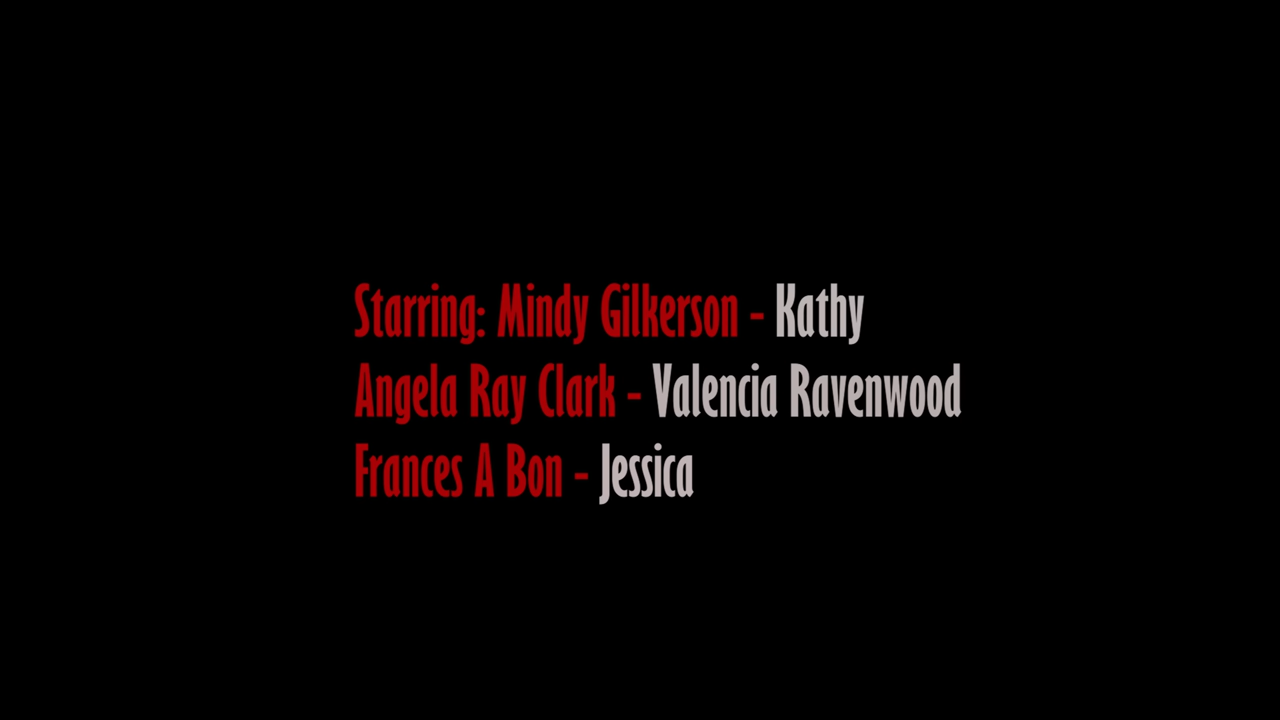 Starring: Mindy Gilkerson - Kathy
Angela Ray Clark - Valencia Ravenwood
Frances A Bon - Jessica